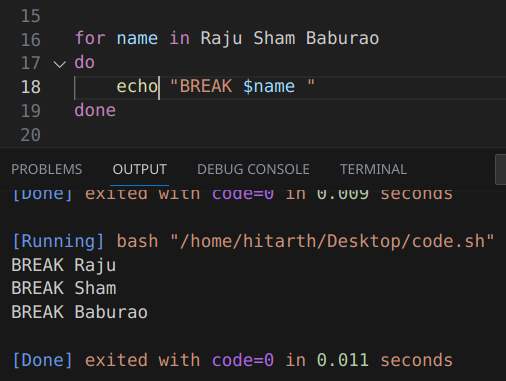 15
16 for name in Raju Sham Baburao
17 do
18 echo "BREAK $name "
19 done
20
PROBLEMS OUTPUT DEBUG CONSOLE TERMINAL
[Done] exited with code=0 in 0.009 seconds
[Running] bash "/home/hitarth/Desktop/code.sh"
BREAK Raju
BREAK Sham
BREAK Baburao
[Done] exited with code=0 in 0.011 seconds